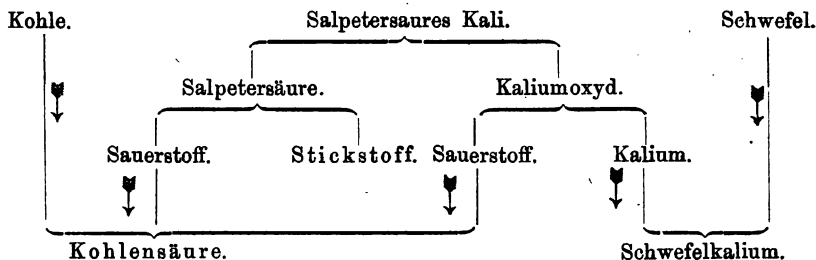 Kohle. Salpetersaures Kali. Schwefel.
Salpetersäure. Kaliumoxyd.
Sauerstoff. Stickstoff. Sauerstoff. Kalium.
Kohlensäure. Schwefelkalium.